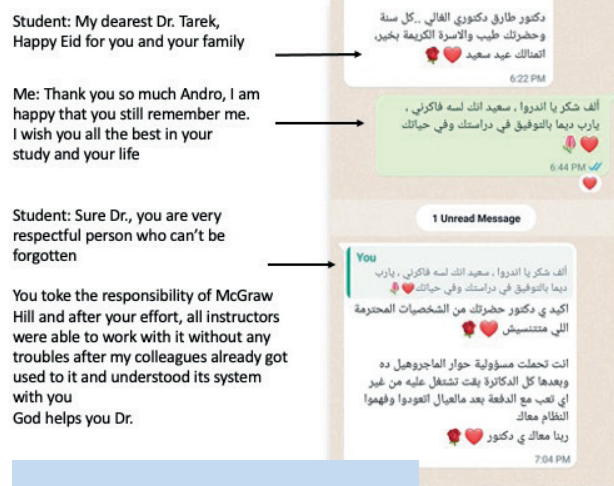 Student: My dearest Dr. Tarek,
Happy Eid for you and your family
دكتور طارق دكتوري الغالي ..كل سنة
وحضرتك طيب والاسرة الكريمة بخير,
اتمنالك عيد سعيد ❤️🌹
6:22 PM
Me: Thank you so much Andro, I am
happy that you still remember me.
I wish you all the best in your
study and your life
ألف شكر يا اندروا ، سعيد انك لسه فاكرني ،
يارب ديما بالتوفيق في دراستك وفي حياتك
❤️🌷
6:44 PM
❤️
1 Unread Message
Student: Sure Dr., you are very
respectful person who can’t be
forgotten
You toke the responsibility of McGraw
Hill and after your effort, all instructors
were able to work with it without any
troubles after my colleagues already got
used to it and understood its system
with you
God helps you Dr.
You
ألف شكر يا اندروا ، سعيد انك لسه فاكرني ، يارب
ديما بالتوفيق في دراستك وفي حياتك❤️🌷
اكيد ي دكتور حضرتك من الشخصيات المحترمة
اللي متتنسيش ❤️🌹
انت تحملت مسؤولية حوار الماجروهيل ده
وبعدها كل الدكاترة بقت تشتغل عليه من غير
اي تعب مع الدفعة بعد مالعيال اتعودوا وفهموا
النظام معاك
ربنا معاك ي دكتور ❤️🌹
7:04 PM